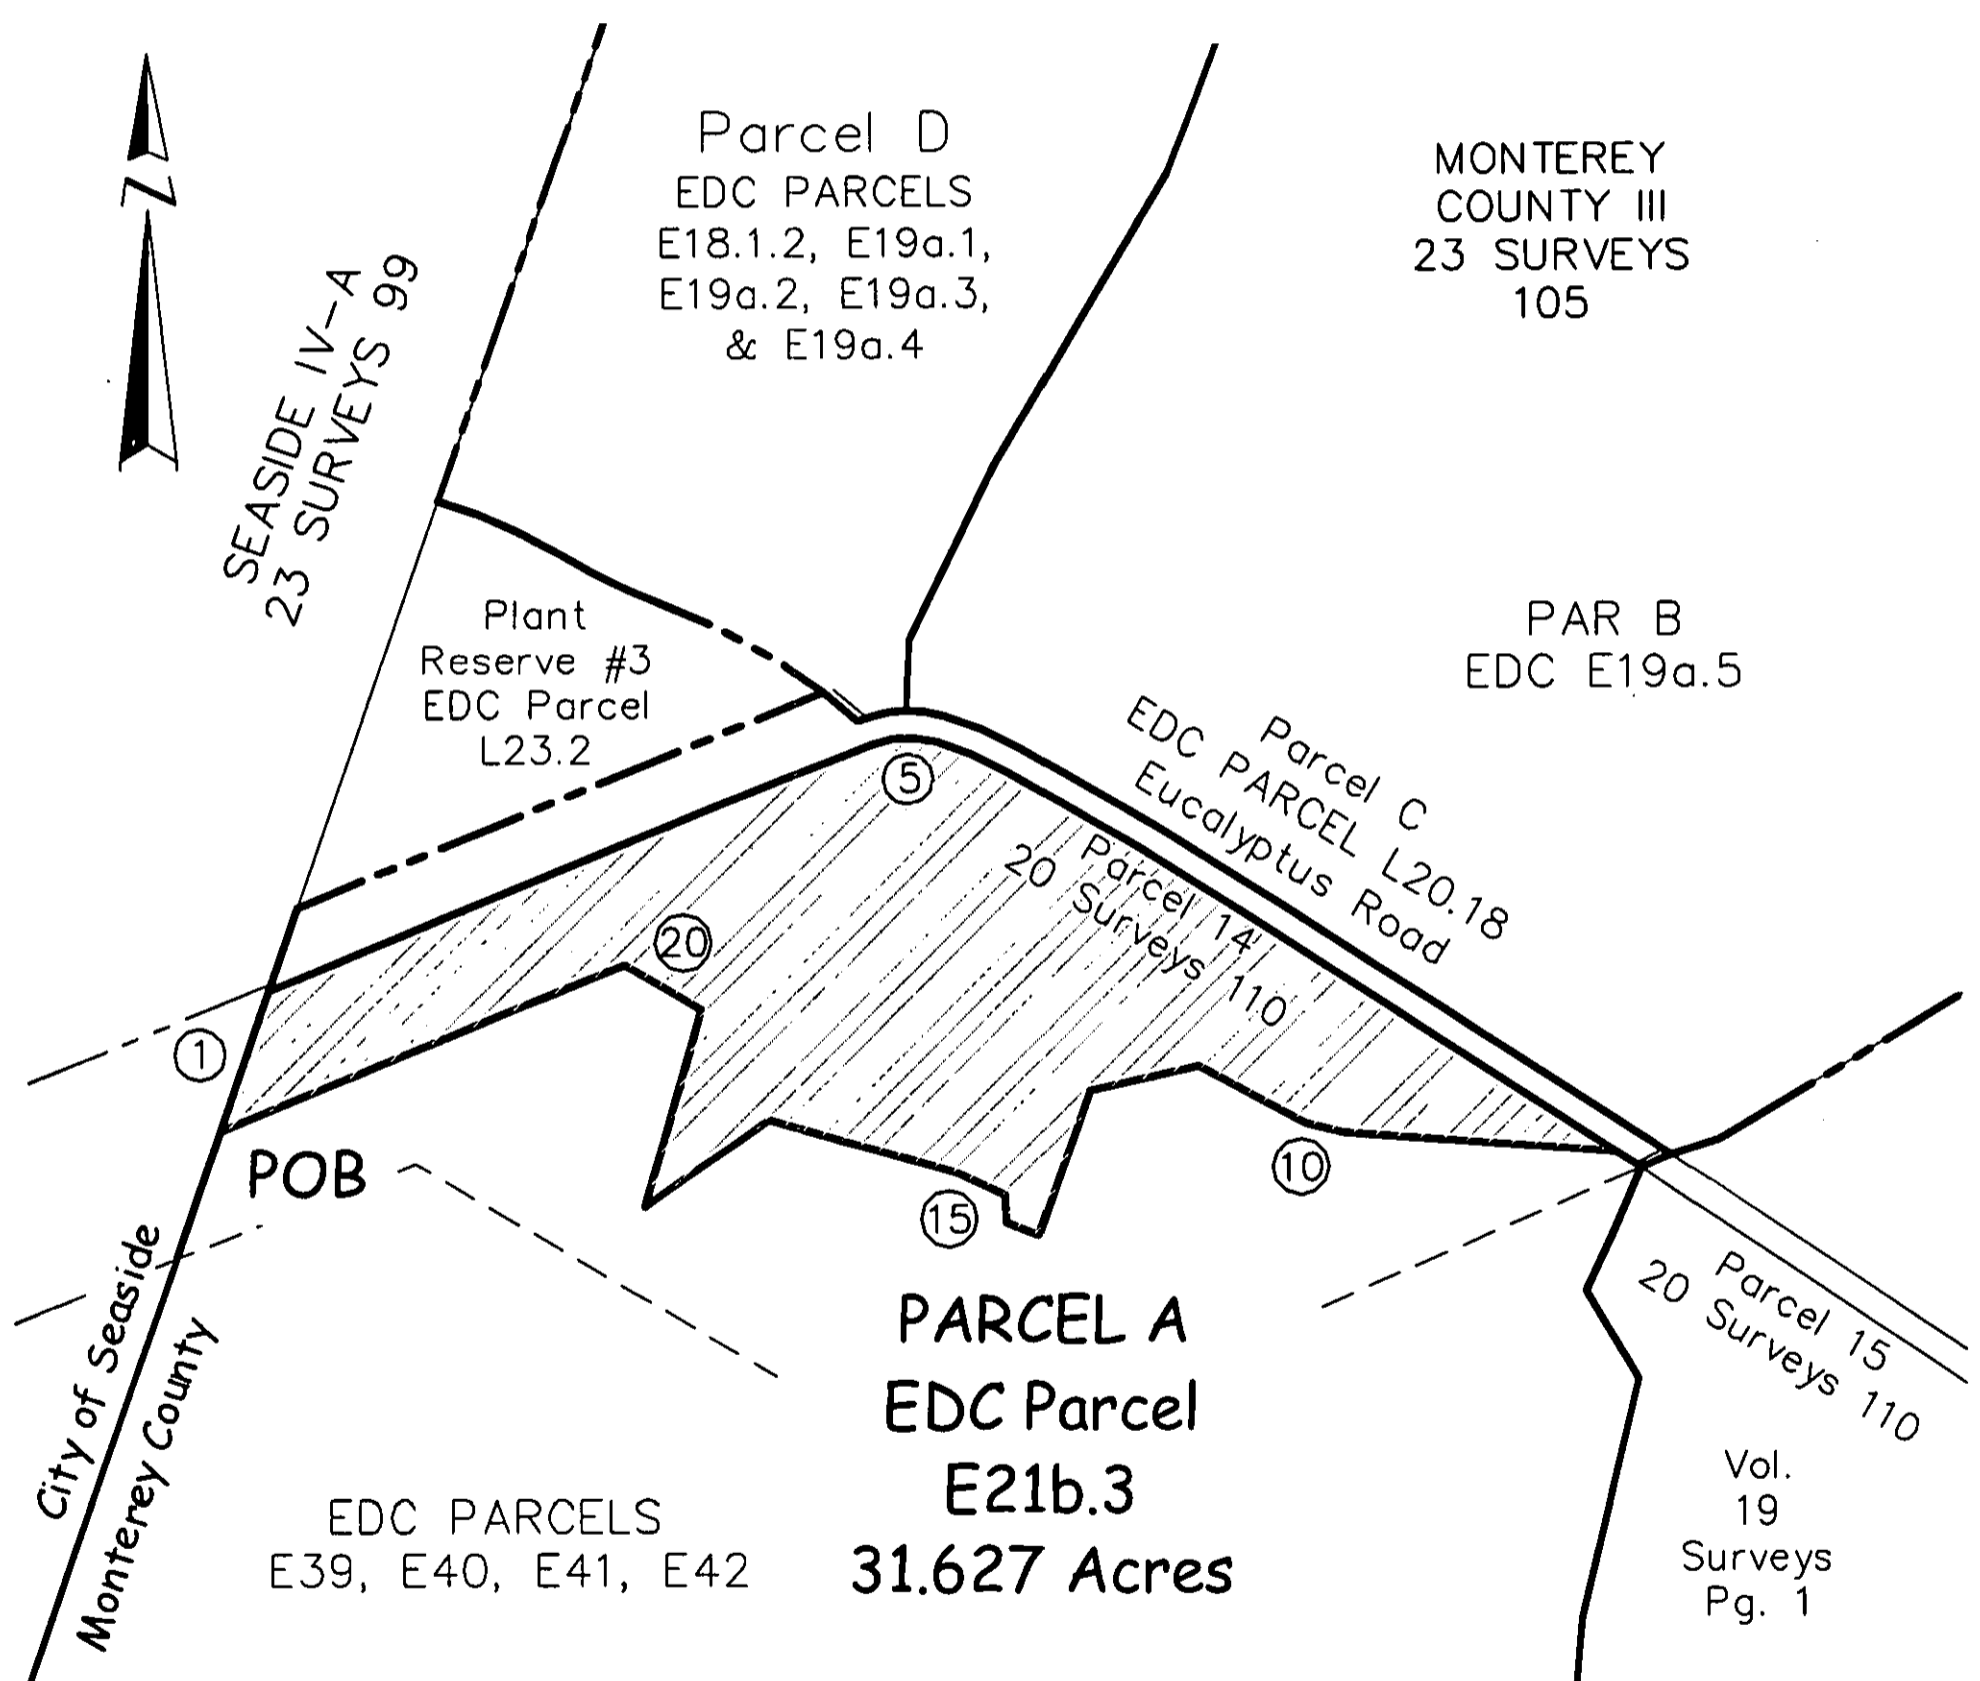 Parcel D
EDC PARCELS
E18.1.2, E19a.1,
E19a.2, E19a.3,
& E19a.4
MONTEREY
COUNTY III
23 SURVEYS
105
Z
SEASIDE IV-A
23 SURVEYS 99
Plant
Reserve #3
EDC Parcel
L23.2
PAR B
EDC E19a.5
Parcel C
EDC PARCEL L20.18
Eucalyptus Road
5
Parcel 14
20 Surveys 110
20
1
POB
10
15
City of Seaside
Monterey County
PARCEL A
EDC Parcel
E21b.3
31.627 Acres
Parcel 15
20 Surveys 110
EDC PARCELS
E39, E40, E41, E42
Vol.
19
Surveys
Pg. 1